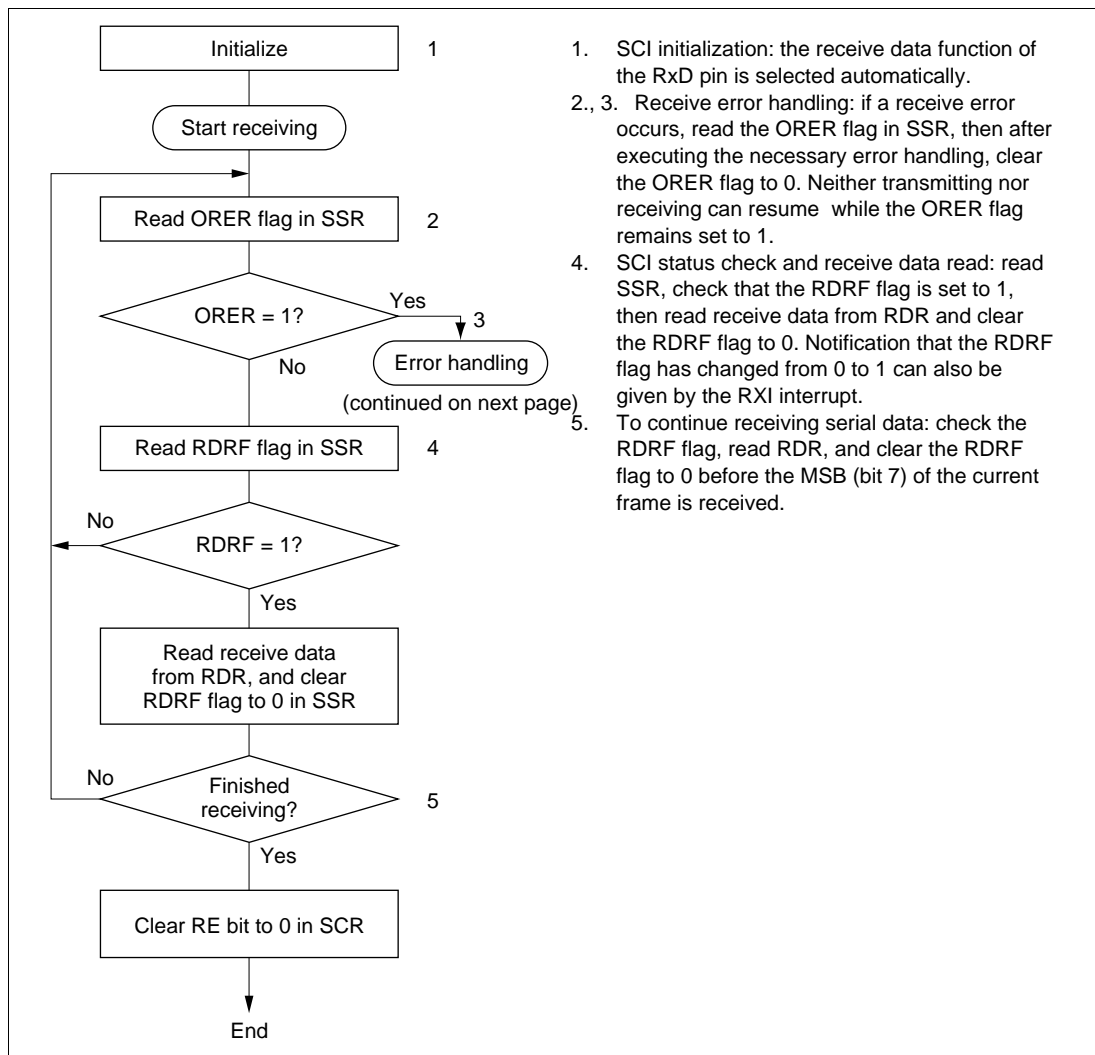 Initialize
1
Start receiving
Read ORER flag in SSR
2
ORER = 1?
Yes
3
Error handling
No
(continued on next page)
Read RDRF flag in SSR
4
No
RDRF = 1?
Yes
Read receive data
from RDR, and clear
RDRF flag to 0 in SSR
No
Finished
receiving?
5
Yes
Clear RE bit to 0 in SCR
End
1. SCI initialization: the receive data function of
the RxD pin is selected automatically.
2., 3. Receive error handling: if a receive error
occurs, read the ORER flag in SSR, then after
executing the necessary error handling, clear
the ORER flag to 0. Neither transmitting nor
receiving can resume while the ORER flag
remains set to 1.
4. SCI status check and receive data read: read
SSR, check that the RDRF flag is set to 1,
then read receive data from RDR and clear
the RDRF flag to 0. Notification that the RDRF
flag has changed from 0 to 1 can also be
given by the RXI interrupt.
5. To continue receiving serial data: check the
RDRF flag, read RDR, and clear the RDRF
flag to 0 before the MSB (bit 7) of the current
frame is received.